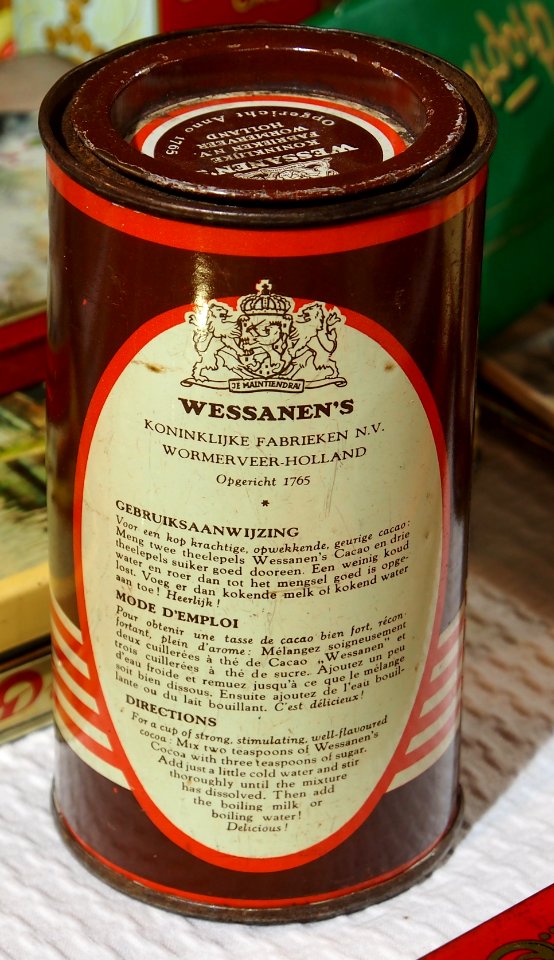 WESSANEN'S
KONINKLIJKE
FABRIEKEN N.V.
WORMERVEER
HOLLAND
Opgericht Anno 1765
JE MAINTIENDRAI
WESSANEN'S
KONINKLIJKE FABRIEKEN N.V.
WORMERVEER-HOLLAND
Opgericht 1765
*
GEBRUIKSAANWIJZING
Voor een kop krachtige, opwekkende, geurige cacao:
Meng twee theelepels Wessanen's Cacao en drie
theelepels suiker goed dooreen. Een weinig koud
water en roer dan tot het mengsel goed is opge-
lost. Voeg er dan kokende melk of kokend water
aan toe! Heerlijk!
MODE D'EMPLOI
Pour obtenir une tasse de cacao bien fort, récon-
fortant, plein d'arome: Mélangez soigneusement
deux cuillerées à thé de Cacao „Wessanen" et
trois cuillerées à thé de sucre. Ajoutez un peu
d'eau froide et remuez jusqu'à ce que le mélange
soit bien dissous. Ensuite ajoutez de l'eau bouil-
lante ou du lait bouillant. C'est délicieux!
DIRECTIONS
For a cup of strong, stimulating, well-flavoured
cocoa: Mix two teaspoons of Wessanen's
Cocoa with three teaspoons of sugar.
Add just a little cold water and stir
thoroughly until the mixture
has dissolved. Then add
the boiling milk or
boiling water!
Delicious!